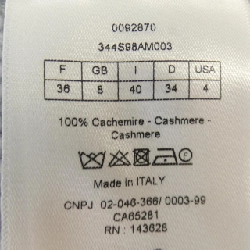 0092870
344S98AM003
F GB I D USA
36 8 40 34 4
100% Cachemire - Cashmere -
Cashmere
Made in ITALY
CNPJ 02-046-366/0003-99
CA65281
RN : 143628